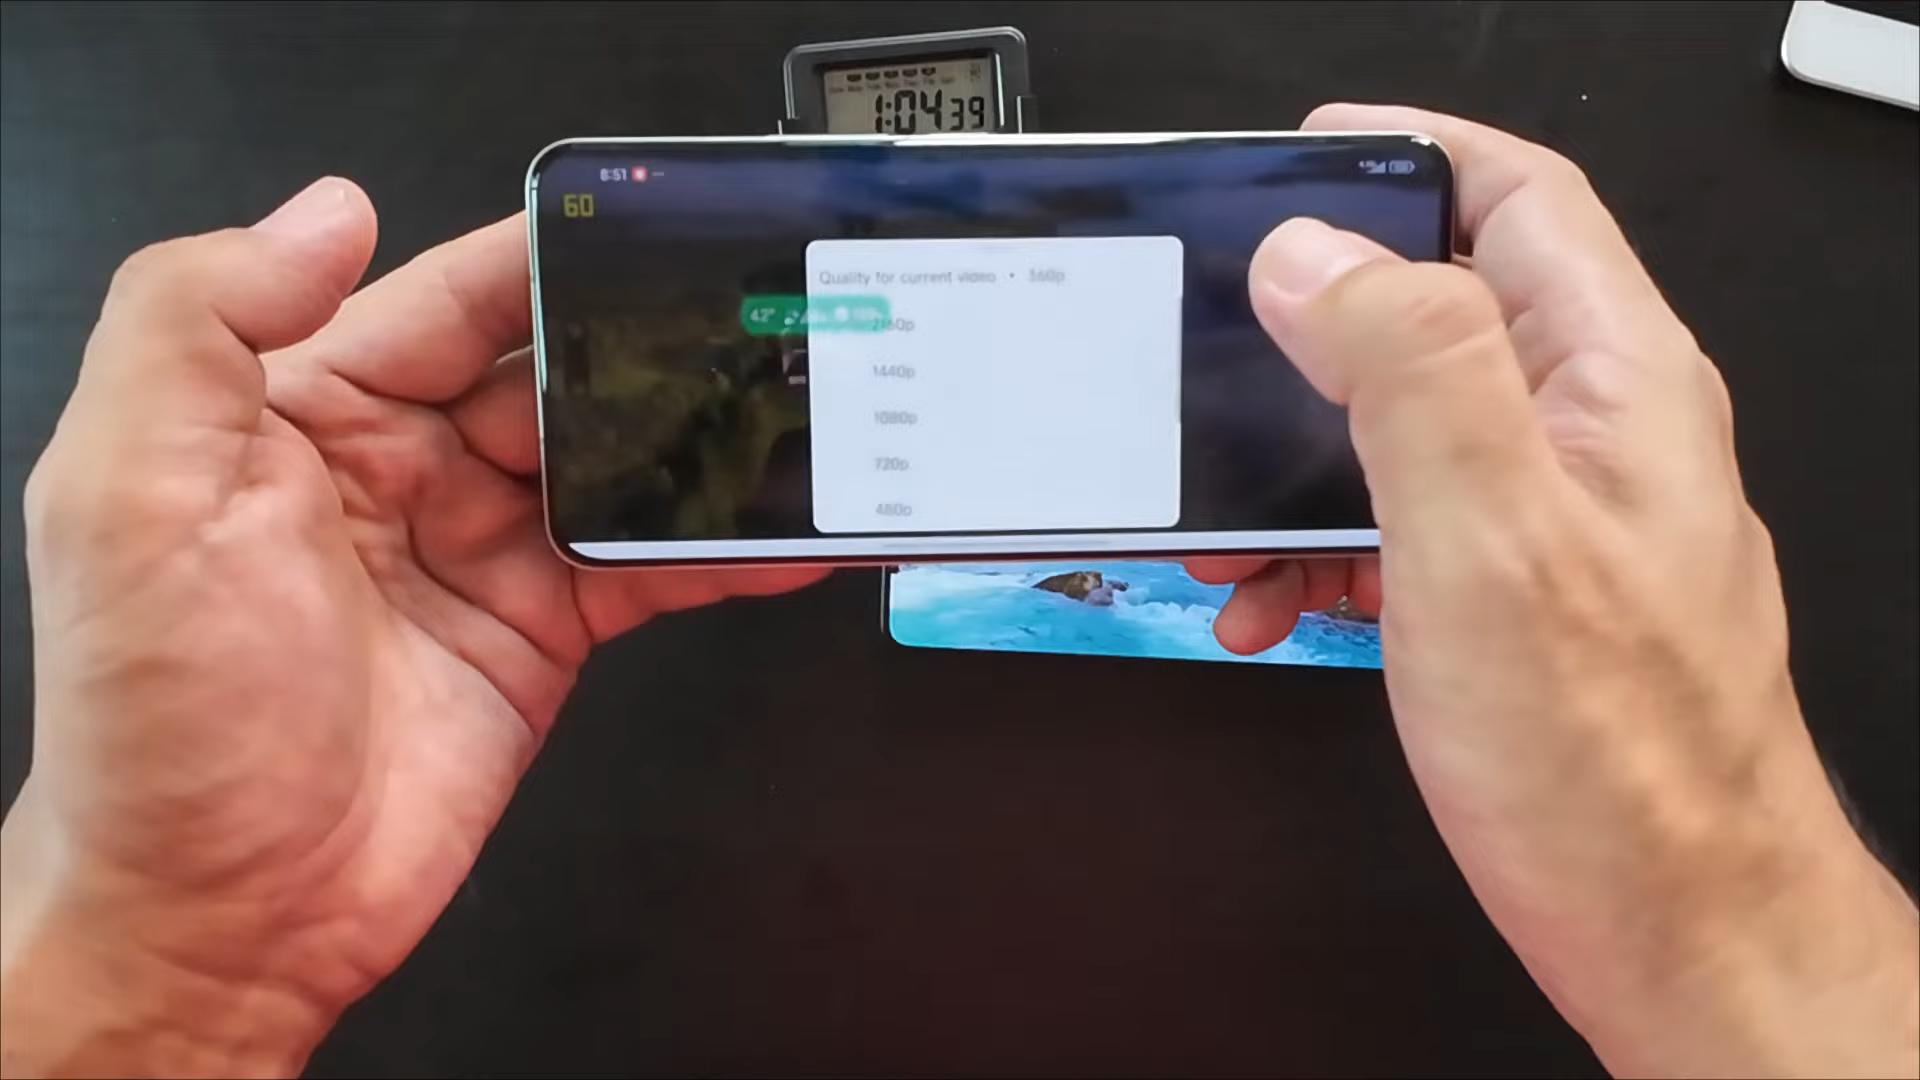 1:04 39
8:51
60
Quality for current video • 360p
42°
2160p
1440p
1080p
720p
480p